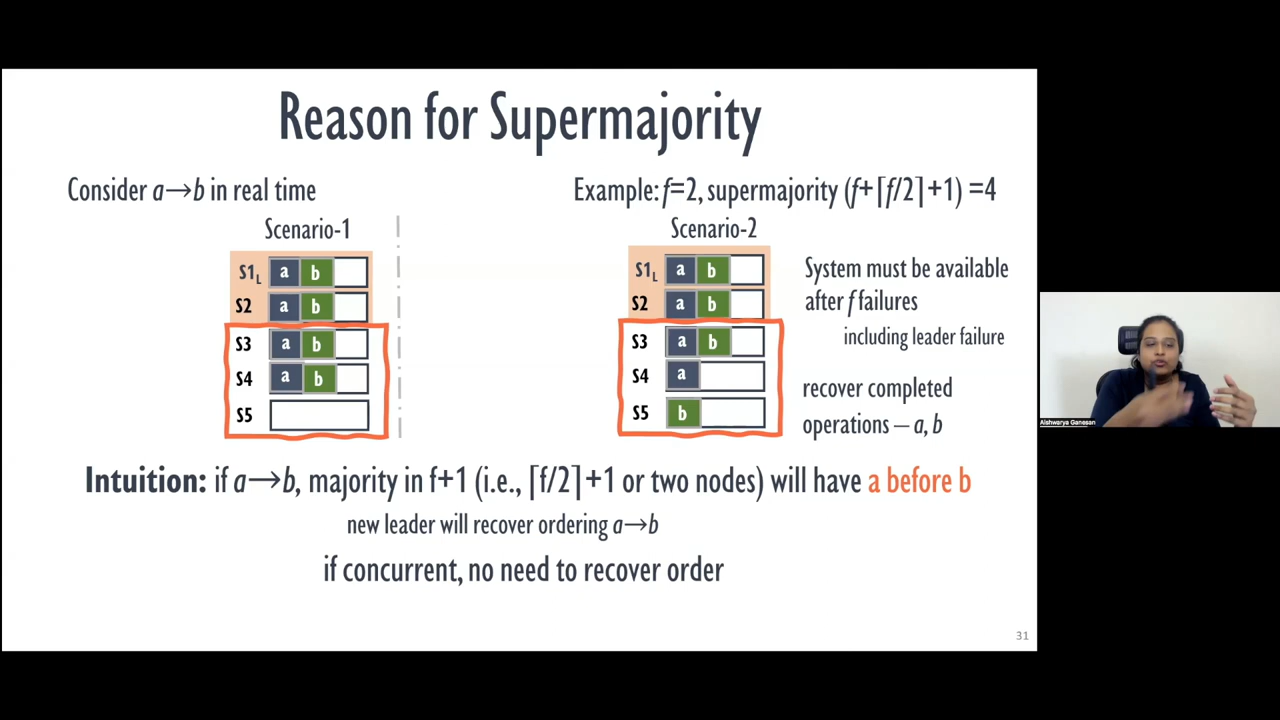 Reason for Supermajority
Consider a→b in real time
Example: f=2, supermajority (f+⌈f/2⌉+1) =4
Scenario-1
S1L a b
S2 a b
S3 a b
S4 a b
S5
Scenario-2
S1L a b
S2 a b
S3 a b
S4 a
S5 b
System must be available
after f failures
including leader failure
recover completed
operations – a, b
Intuition: if a→b, majority in f+1 (i.e., ⌈f/2⌉+1 or two nodes) will have a before b
new leader will recover ordering a→b
if concurrent, no need to recover order
31
Aishwarya Ganesan